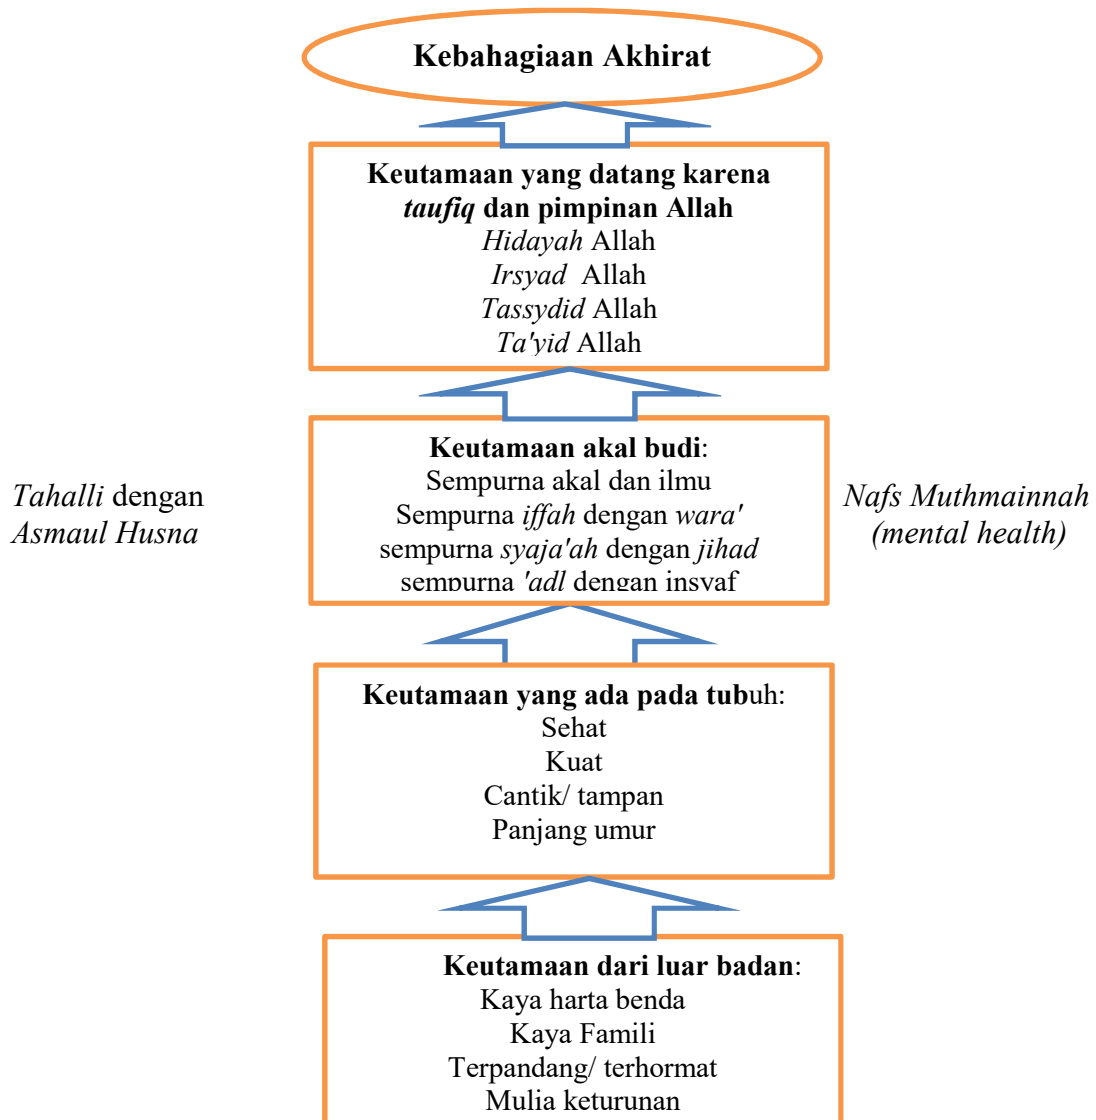 Kebahagiaan Akhirat
Keutamaan yang datang karena
taufiq dan pimpinan Allah
Hidayah Allah
Irsyad Allah
Tassydid Allah
Ta'yid Allah
Keutamaan akal budi:
Sempurna akal dan ilmu
Sempurna iffah dengan wara'
sempurna syaja'ah dengan jihad
sempurna 'adl dengan insyaf
Tahalli dengan
Asmaul Husna
Nafs Muthmainnah
(mental health)
Keutamaan yang ada pada tubuh:
Sehat
Kuat
Cantik/ tampan
Panjang umur
Keutamaan dari luar badan:
Kaya harta benda
Kaya Famili
Terpandang/ terhormat
Mulia keturunan